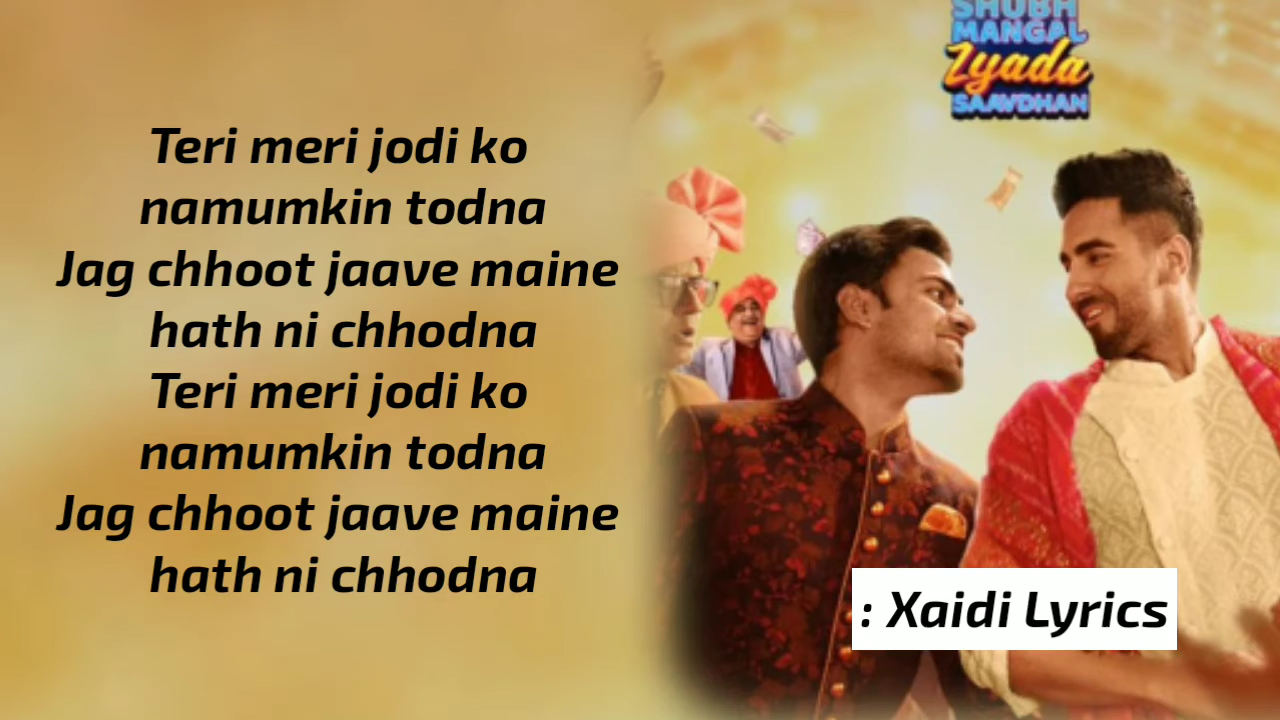 SHUBH
MANGAL
Zyada
SAAVDHAN
Teri meri jodi ko
namumkin todna
Jag chhoot jaave maine
hath ni chhodna
Teri meri jodi ko
namumkin todna
Jag chhoot jaave maine
hath ni chhodna
: Xaidi Lyrics